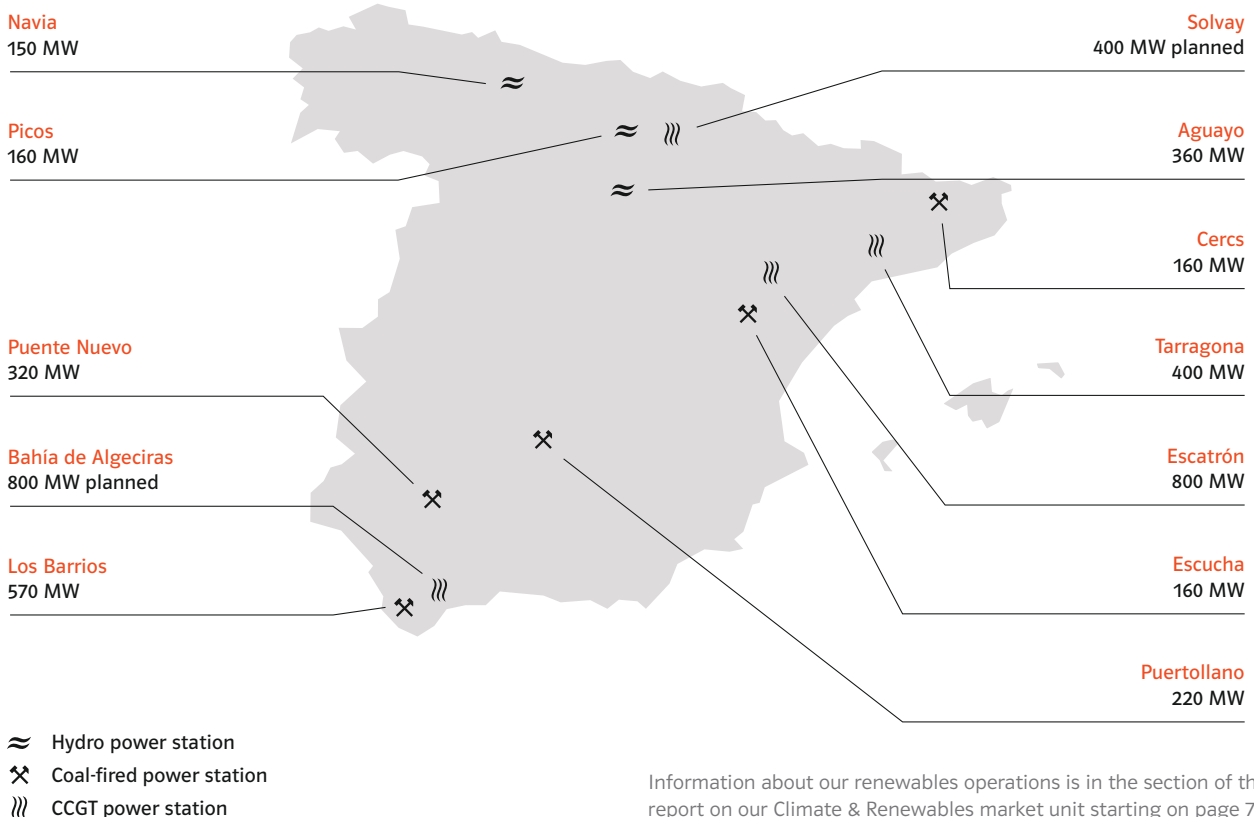 Navia
150 MW
Picos
160 MW
Puente Nuevo
320 MW
Bahía de Algeciras
800 MW planned
Los Barrios
570 MW
Solvay
400 MW planned
Aguayo
360 MW
Cercs
160 MW
Tarragona
400 MW
Escatrón
800 MW
Escucha
160 MW
Puertollano
220 MW
Hydro power station
Coal-fired power station
CCGT power station
Information about our renewables operations is in the section of
report on our Climate & Renewables market unit starting on page